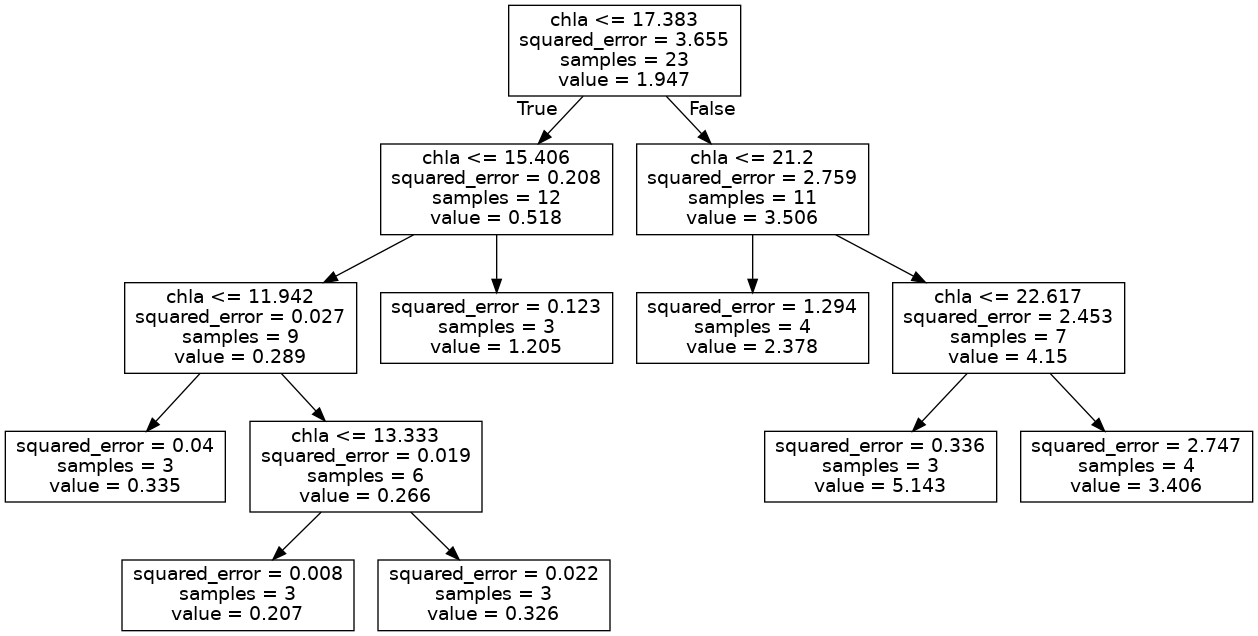 chla <= 17.383
squared_error = 3.655
samples = 23
value = 1.947
True
False
chla <= 15.406
squared_error = 0.208
samples = 12
value = 0.518
chla <= 21.2
squared_error = 2.759
samples = 11
value = 3.506
chla <= 11.942
squared_error = 0.027
samples = 9
value = 0.289
squared_error = 0.123
samples = 3
value = 1.205
squared_error = 1.294
samples = 4
value = 2.378
chla <= 22.617
squared_error = 2.453
samples = 7
value = 4.15
squared_error = 0.04
samples = 3
value = 0.335
chla <= 13.333
squared_error = 0.019
samples = 6
value = 0.266
squared_error = 0.336
samples = 3
value = 5.143
squared_error = 2.747
samples = 4
value = 3.406
squared_error = 0.008
samples = 3
value = 0.207
squared_error = 0.022
samples = 3
value = 0.326